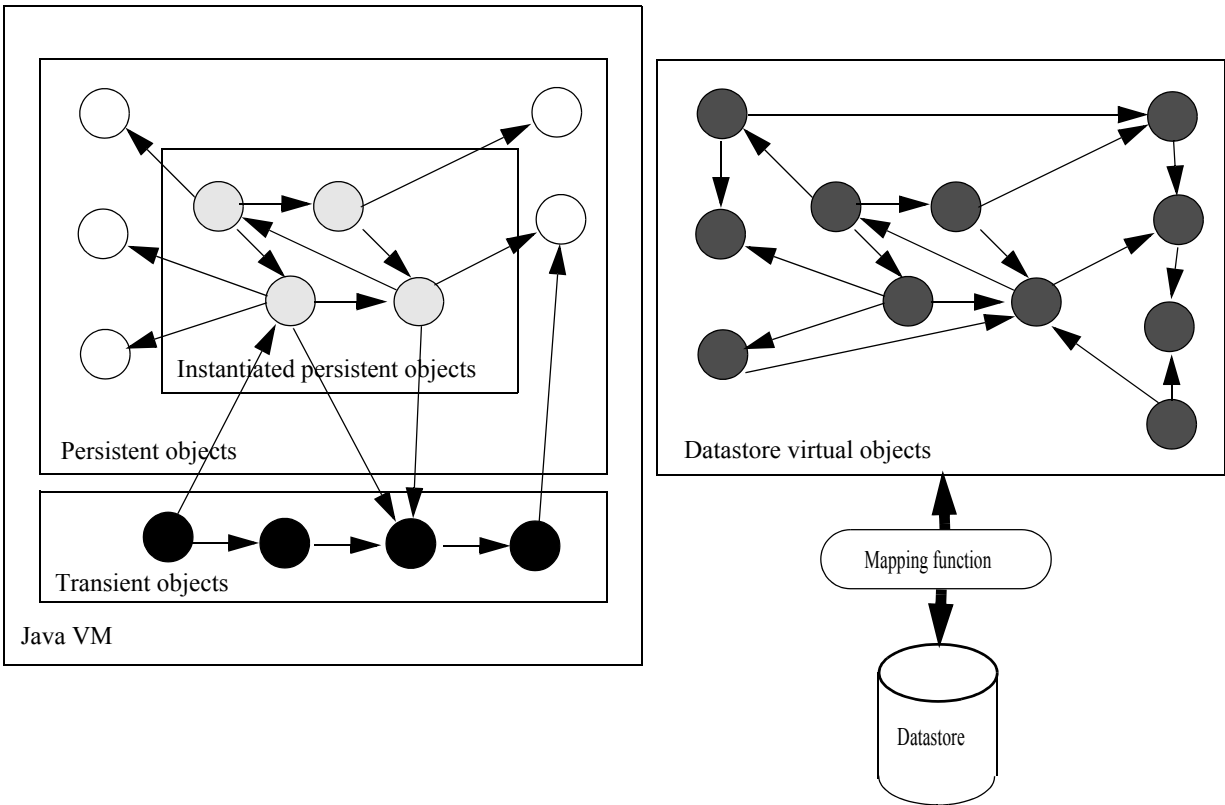 Instantiated persistent objects
Persistent objects
Transient objects
Java VM
Datastore virtual objects
Mapping function
Datastore